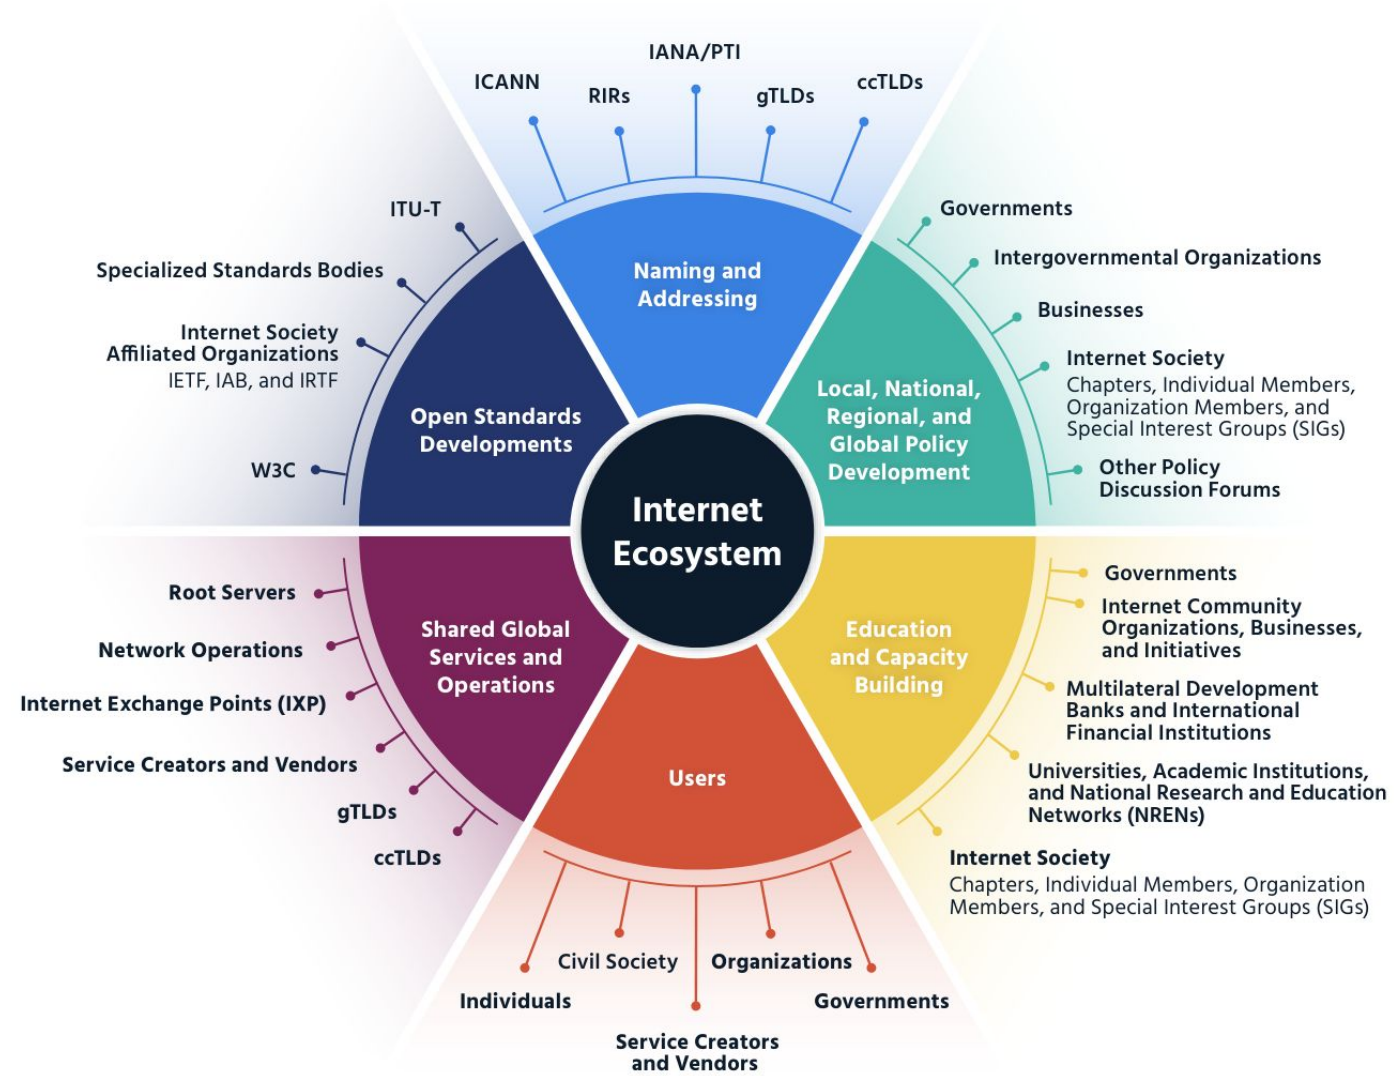 IANA/PTI
ICANN
RIRs
gTLDs
ccTLDs
Naming and
Addressing
Governments
Intergovernmental Organizations
Businesses
Internet Society
Chapters, Individual Members,
Organization Members, and
Special Interest Groups (SIGs)
Other Policy
Discussion Forums
Local, National,
Regional, and
Global Policy
Development
ITU-T
Specialized Standards Bodies
Internet Society
Affiliated Organizations
IETF, IAB, and IRTF
W3C
Open Standards
Developments
Internet
Ecosystem
Root Servers
Network Operations
Internet Exchange Points (IXP)
Service Creators and Vendors
gTLDs
ccTLDs
Shared Global
Services and
Operations
Education
and Capacity
Building
Governments
Internet Community
Organizations, Businesses,
and Initiatives
Multilateral Development
Banks and International
Financial Institutions
Universities, Academic Institutions,
and National Research and Education
Networks (NRENs)
Internet Society
Chapters, Individual Members, Organization
Members, and Special Interest Groups (SIGs)
Users
Individuals
Civil Society
Service Creators
and Vendors
Organizations
Governments